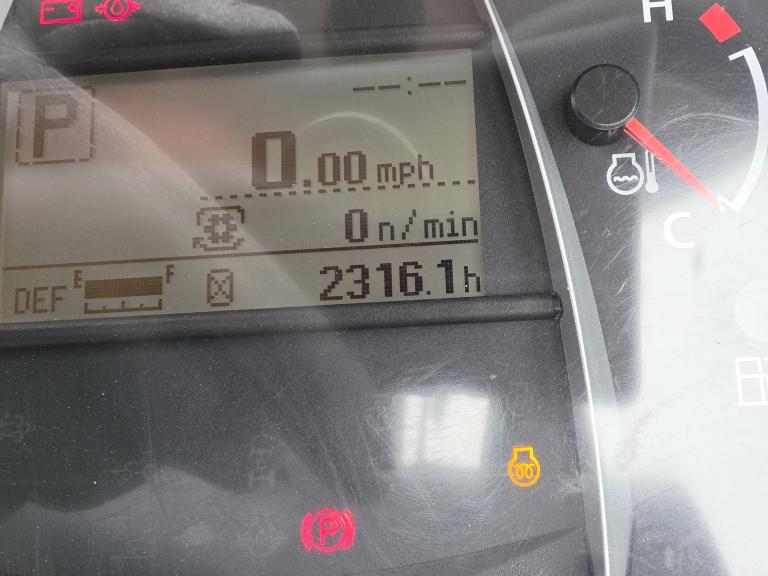 H
P
--:--
0.00 mph
0 n/min
C
DEF E F
2316.1h
P